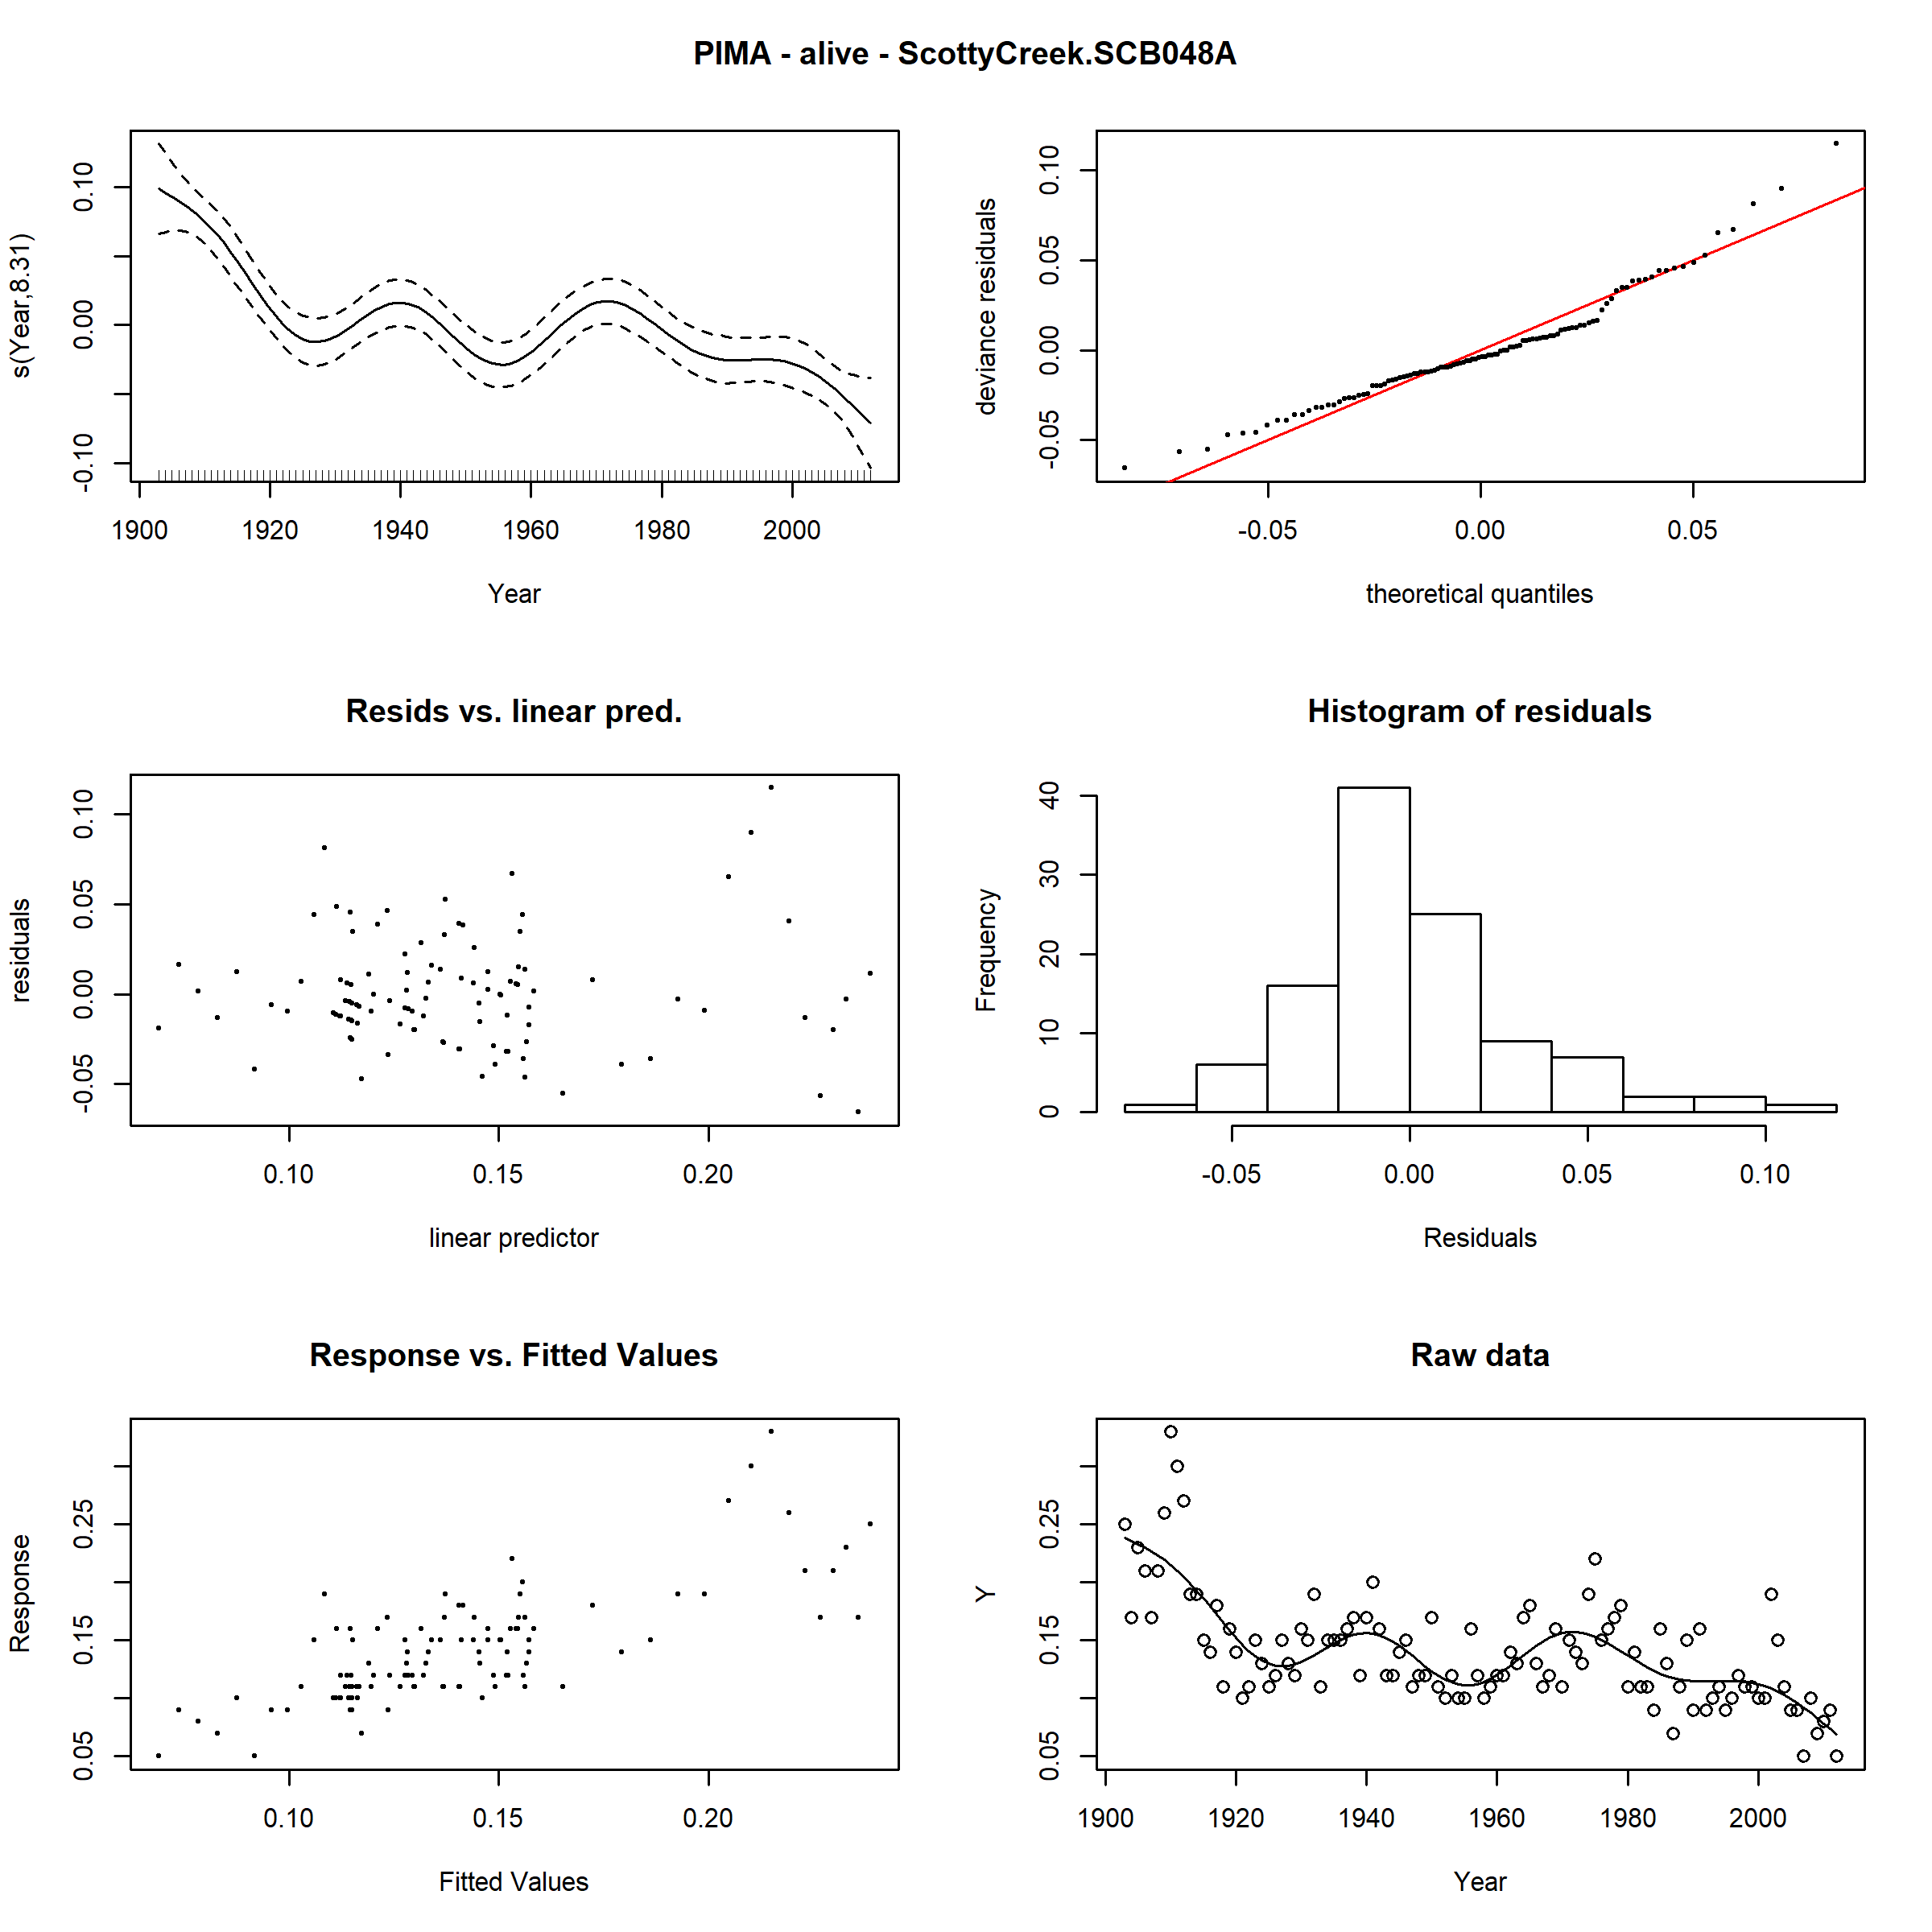 PIMA - alive - ScottyCreek.SCB048A
s(Year,8.31)
-0.10 0.00 0.10
1900 1920 1940 1960 1980 2000
Year
deviance residuals
-0.05 0.00 0.05 0.10
-0.05 0.00 0.05
theoretical quantiles
Resids vs. linear pred.
residuals
-0.05 0.00 0.05 0.10
0.10 0.15 0.20
linear predictor
Histogram of residuals
Frequency
0 10 20 30 40
-0.05 0.00 0.05 0.10
Residuals
Response vs. Fitted Values
Response
0.05 0.15 0.25
0.10 0.15 0.20
Fitted Values
Raw data
Y
0.05 0.15 0.25
1900 1920 1940 1960 1980 2000
Year